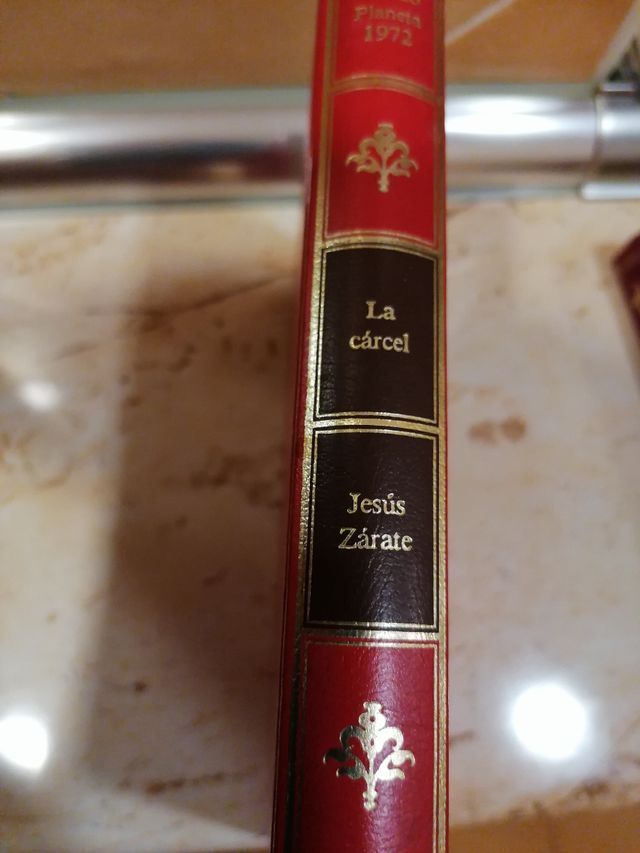 Planeta
1972
La
cárcel
Jesús
Zárate